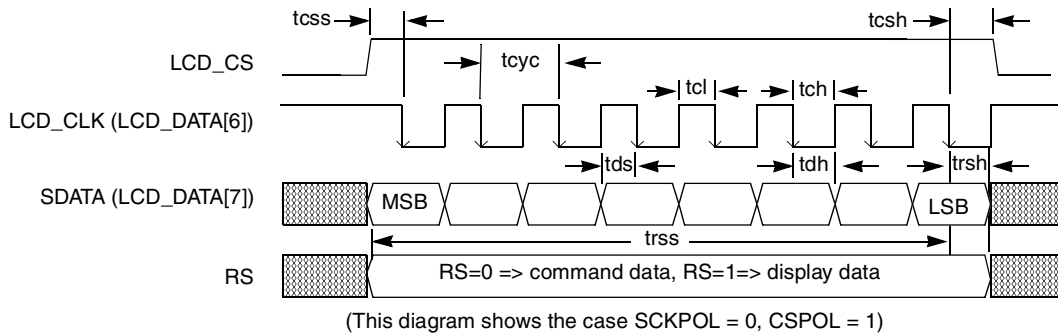 tcss
tcsh
LCD_CS
tcyc
tcl
tch
LCD_CLK (LCD_DATA[6])
tds
tdh
trsh
SDATA (LCD_DATA[7])
MSB
LSB
trss
RS
RS=0 => command data, RS=1=> display data
(This diagram shows the case SCKPOL = 0, CSPOL = 1)